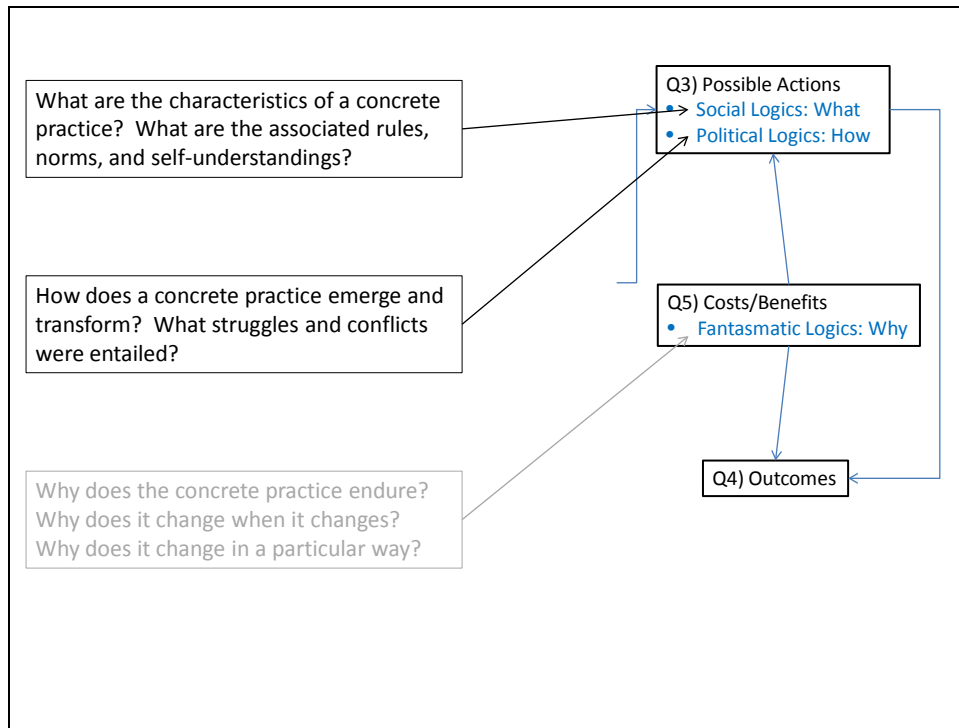 What are the characteristics of a concrete
practice?  What are the associated rules,
norms, and self-understandings?
How does a concrete practice emerge and
transform?  What struggles and conflicts
were entailed?
Why does the concrete practice endure?
Why does it change when it changes?
Why does it change in a particular way?
Q3) Possible Actions
• Social Logics: What
• Political Logics: How
Q5) Costs/Benefits
• Fantasmatic Logics: Why
Q4) Outcomes